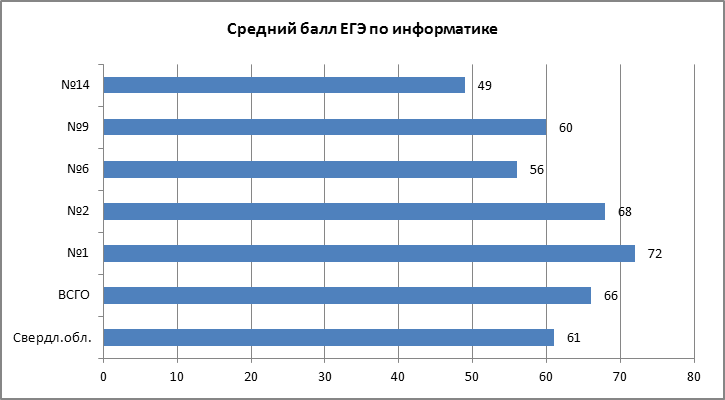 Средний балл ЕГЭ по информатике
№14 49
№9 60
№6 56
№2 68
№1 72
ВСГО 66
Свердл.обл. 61
0 10 20 30 40 50 60 70 80